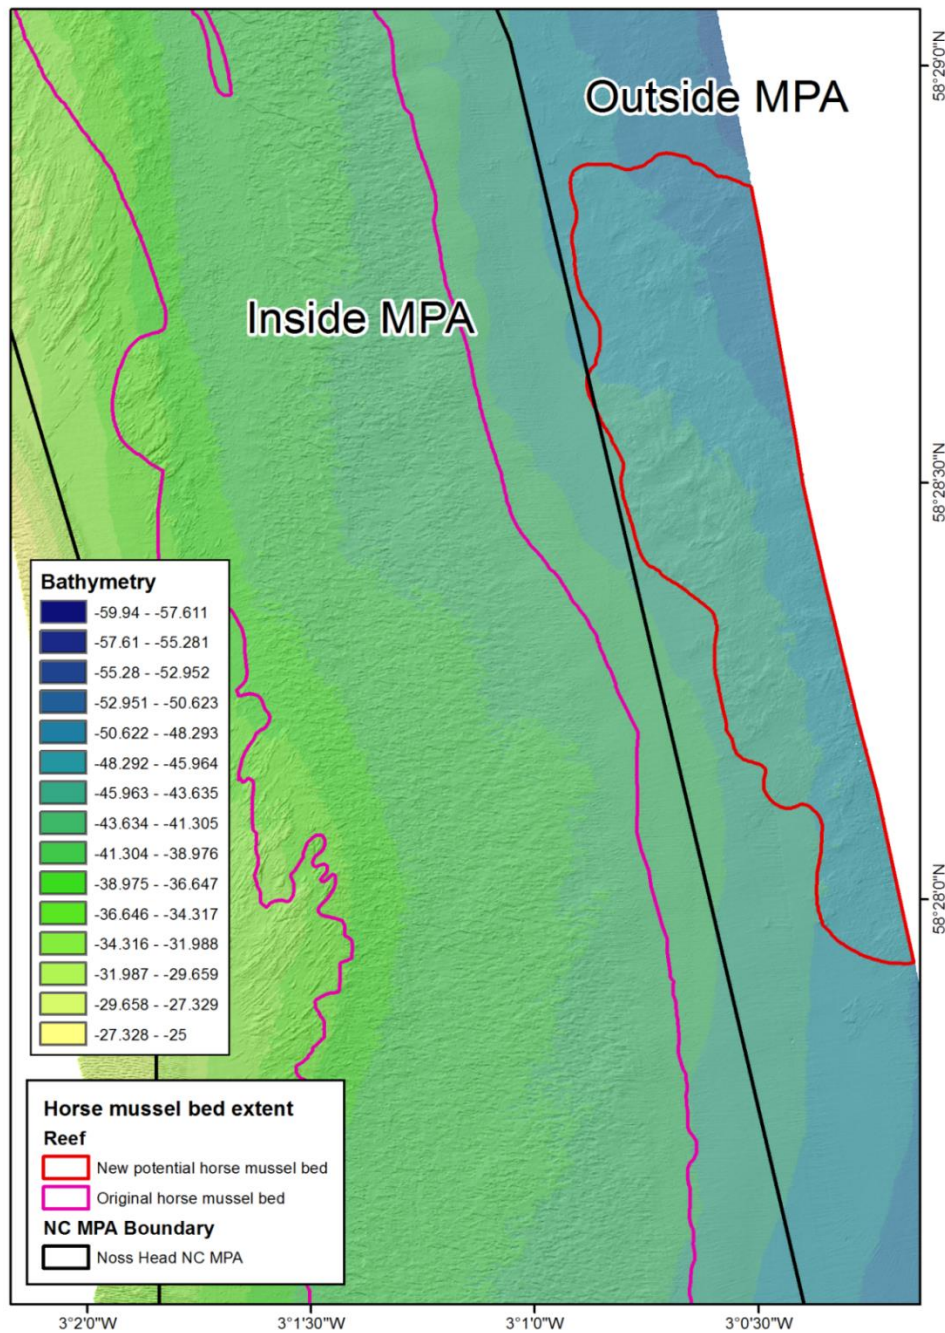 Outside MPA
Inside MPA
58°29'0"N
58°28'30"N
58°28'0"N
Bathymetry
-59.94 - -57.611
-57.61 - -55.281
-55.28 - -52.952
-52.951 - -50.623
-50.622 - -48.293
-48.292 - -45.964
-45.963 - -43.635
-43.634 - -41.305
-41.304 - -38.976
-38.975 - -36.647
-36.646 - -34.317
-34.316 - -31.988
-31.987 - -29.659
-29.658 - -27.329
-27.328 - -25
Horse mussel bed extent
Reef
New potential horse mussel bed
Original horse mussel bed
NC MPA Boundary
Noss Head NC MPA
3°2'0"W
3°1'30"W
3°1'0"W
3°0'30"W